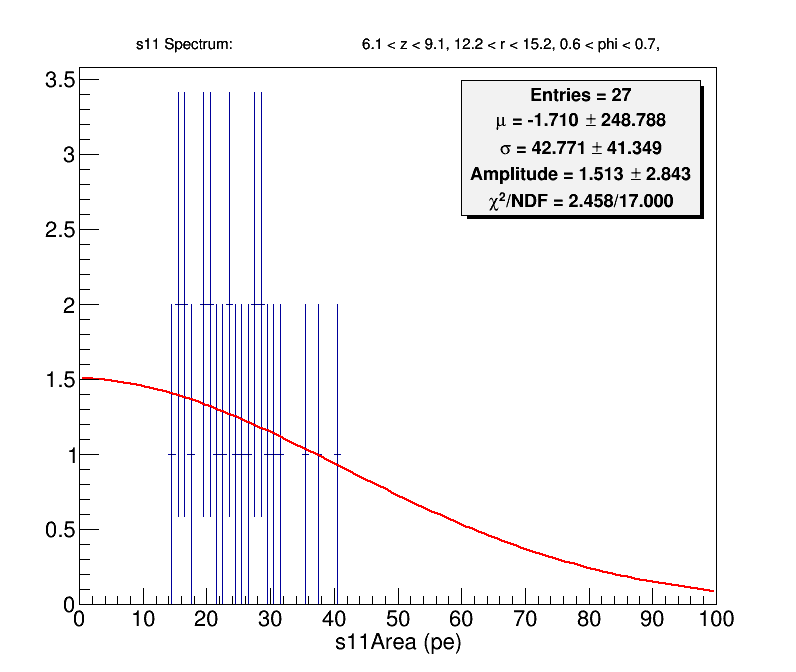 s11 Spectrum: 6.1 < z < 9.1, 12.2 < r < 15.2, 0.6 < phi < 0.7,
Entries = 27
μ = -1.710 ± 248.788
σ = 42.771 ± 41.349
Amplitude = 1.513 ± 2.843
χ²/NDF = 2.458/17.000
3.5
3
2.5
2
1.5
1
0.5
0
0 10 20 30 40 50 60 70 80 90 100
s11Area (pe)